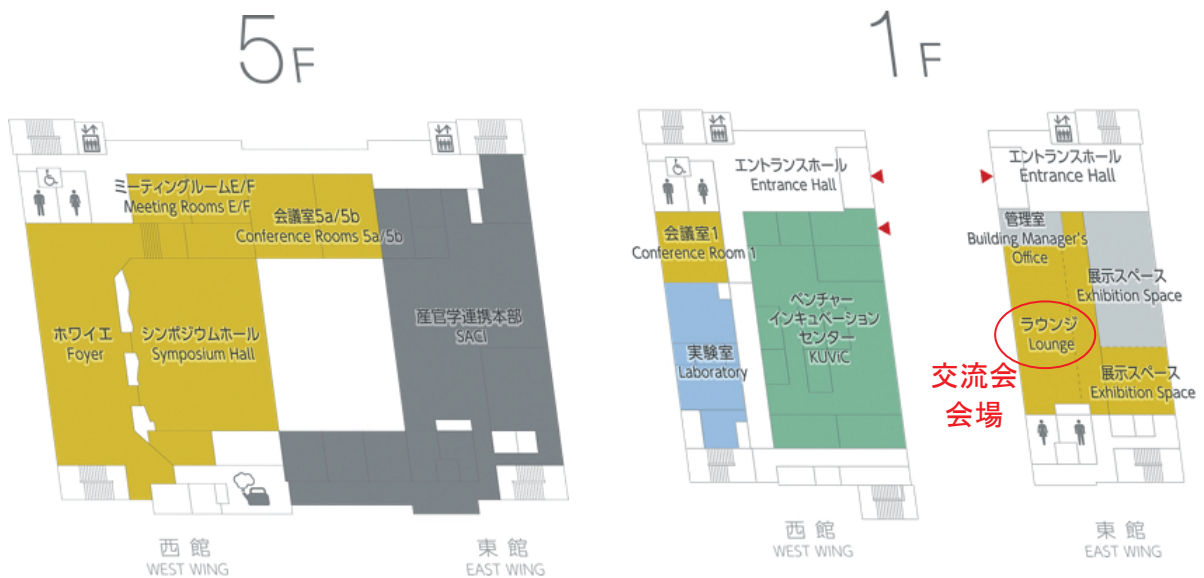 5F
ミーティングルームE/F
Meeting Rooms E/F
会議室5a/5b
Conference Rooms 5a/5b
ホワイエ
Foyer
シンポジウムホール
Symposium Hall
産官学連携本部
SACI
西館
WEST WING
東館
EAST WING
1F
エントランスホール
Entrance Hall
会議室1
Conference Room 1
実験室
Laboratory
ベンチャー
インキュベーション
センター
KUViC
西館
WEST WING
エントランスホール
Entrance Hall
管理室
Building Manager's
Office
展示スペース
Exhibition Space
ラウンジ
Lounge
交流会
会場
展示スペース
Exhibition Space
東館
EAST WING